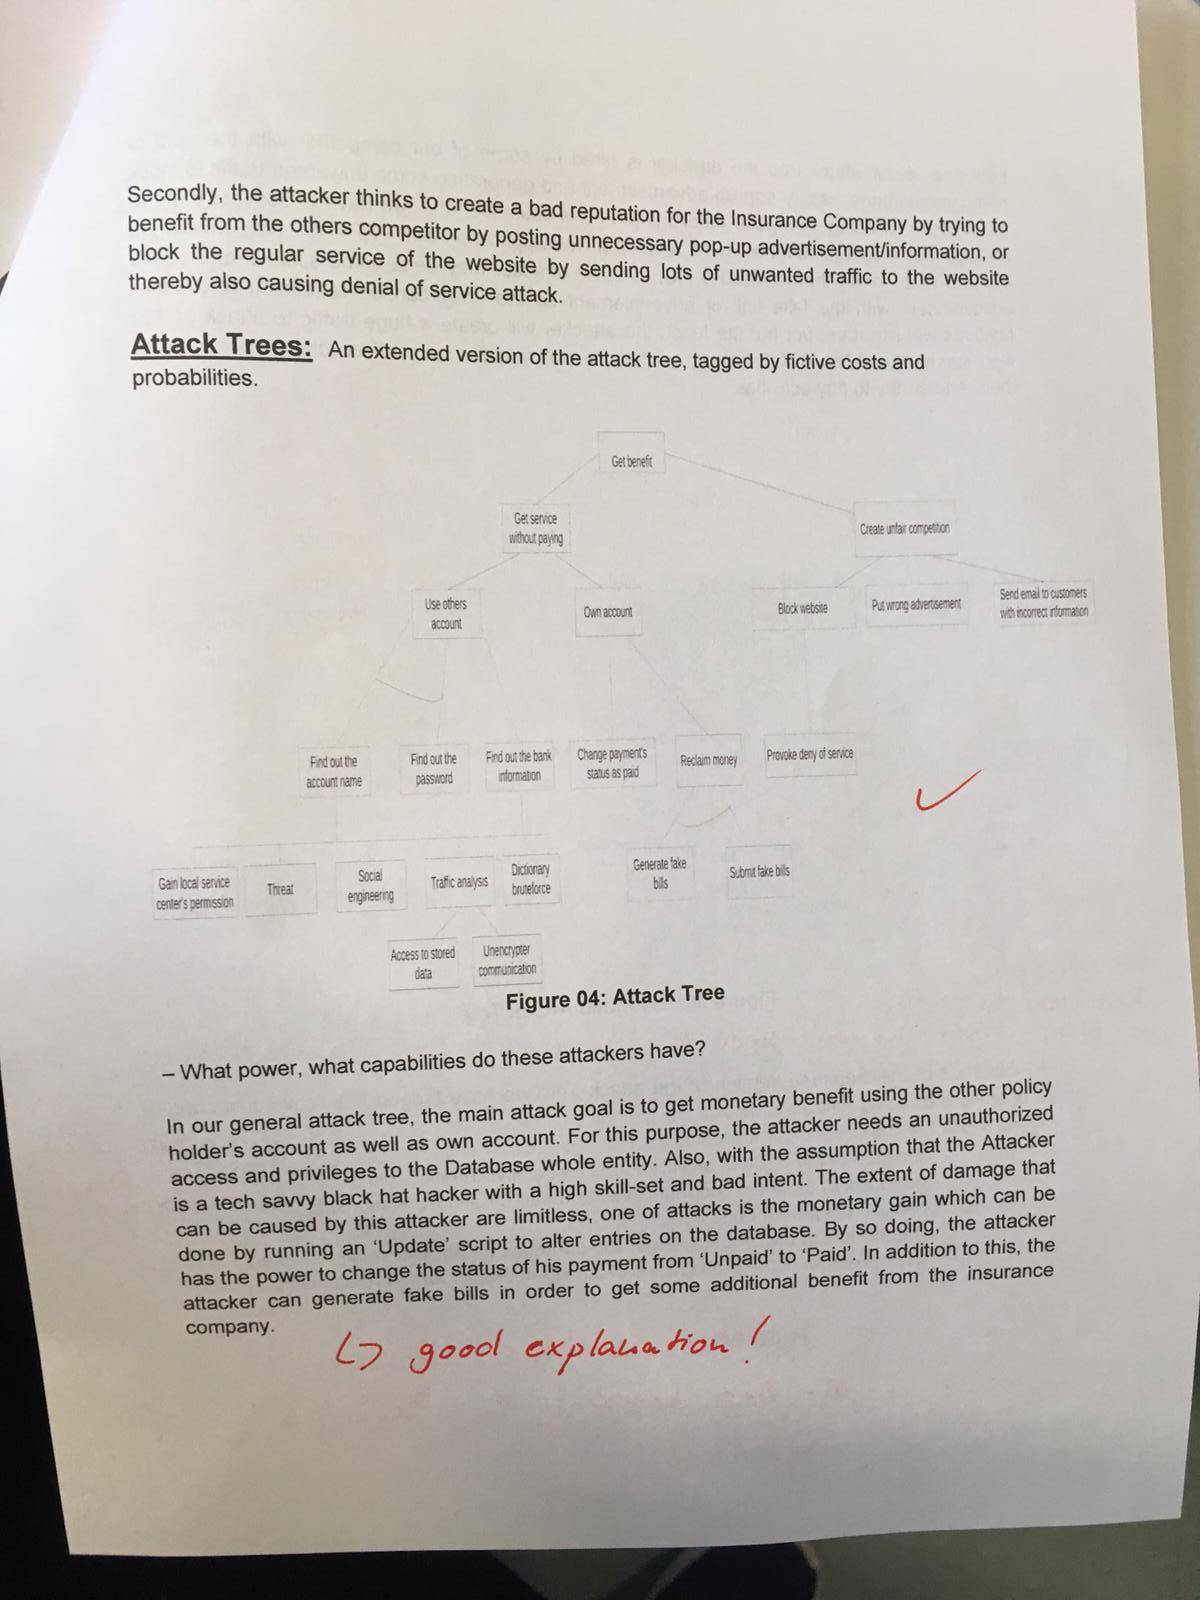 Secondly, the attacker thinks to create a bad reputation for the Insurance Company by trying to
benefit from the others competitor by posting unnecessary pop-up advertisement/information, or
block the regular service of the website by sending lots of unwanted traffic to the website
thereby also causing denial of service attack.
Attack Trees: An extended version of the attack tree, tagged by fictive costs and
probabilities.
Get benefit
Get service
without paying
Create unfair competition
Use others
account
Own account
Block website
Put wrong advertisement
Send email to customers
with incorrect information
Find out the
account name
Find out the
password
Find out the bank
information
Change payment's
status as paid
Reclaim money
Provoke deny of service
Gain local service
center's permission
Threat
Social
engineering
Traffic analysis
Dictionary
bruteforce
Generate fake
bills
Submit fake bills
Access to stored
data
Unencrypter
communication
Figure 04: Attack Tree
– What power, what capabilities do these attackers have?
In our general attack tree, the main attack goal is to get monetary benefit using the other policy
holder's account as well as own account. For this purpose, the attacker needs an unauthorized
access and privileges to the Database whole entity. Also, with the assumption that the Attacker
is a tech savvy black hat hacker with a high skill-set and bad intent. The extent of damage that
can be caused by this attacker are limitless, one of attacks is the monetary gain which can be
done by running an ‘Update’ script to alter entries on the database. By so doing, the attacker
has the power to change the status of his payment from ‘Unpaid’ to ‘Paid’. In addition to this, the
attacker can generate fake bills in order to get some additional benefit from the insurance
company.
good explanation!